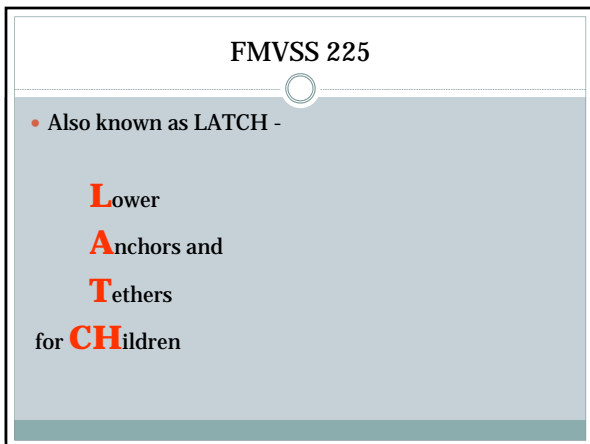 FMVSS 225
• Also known as LATCH -
Lower
Anchors and
Tethers
for CHildren